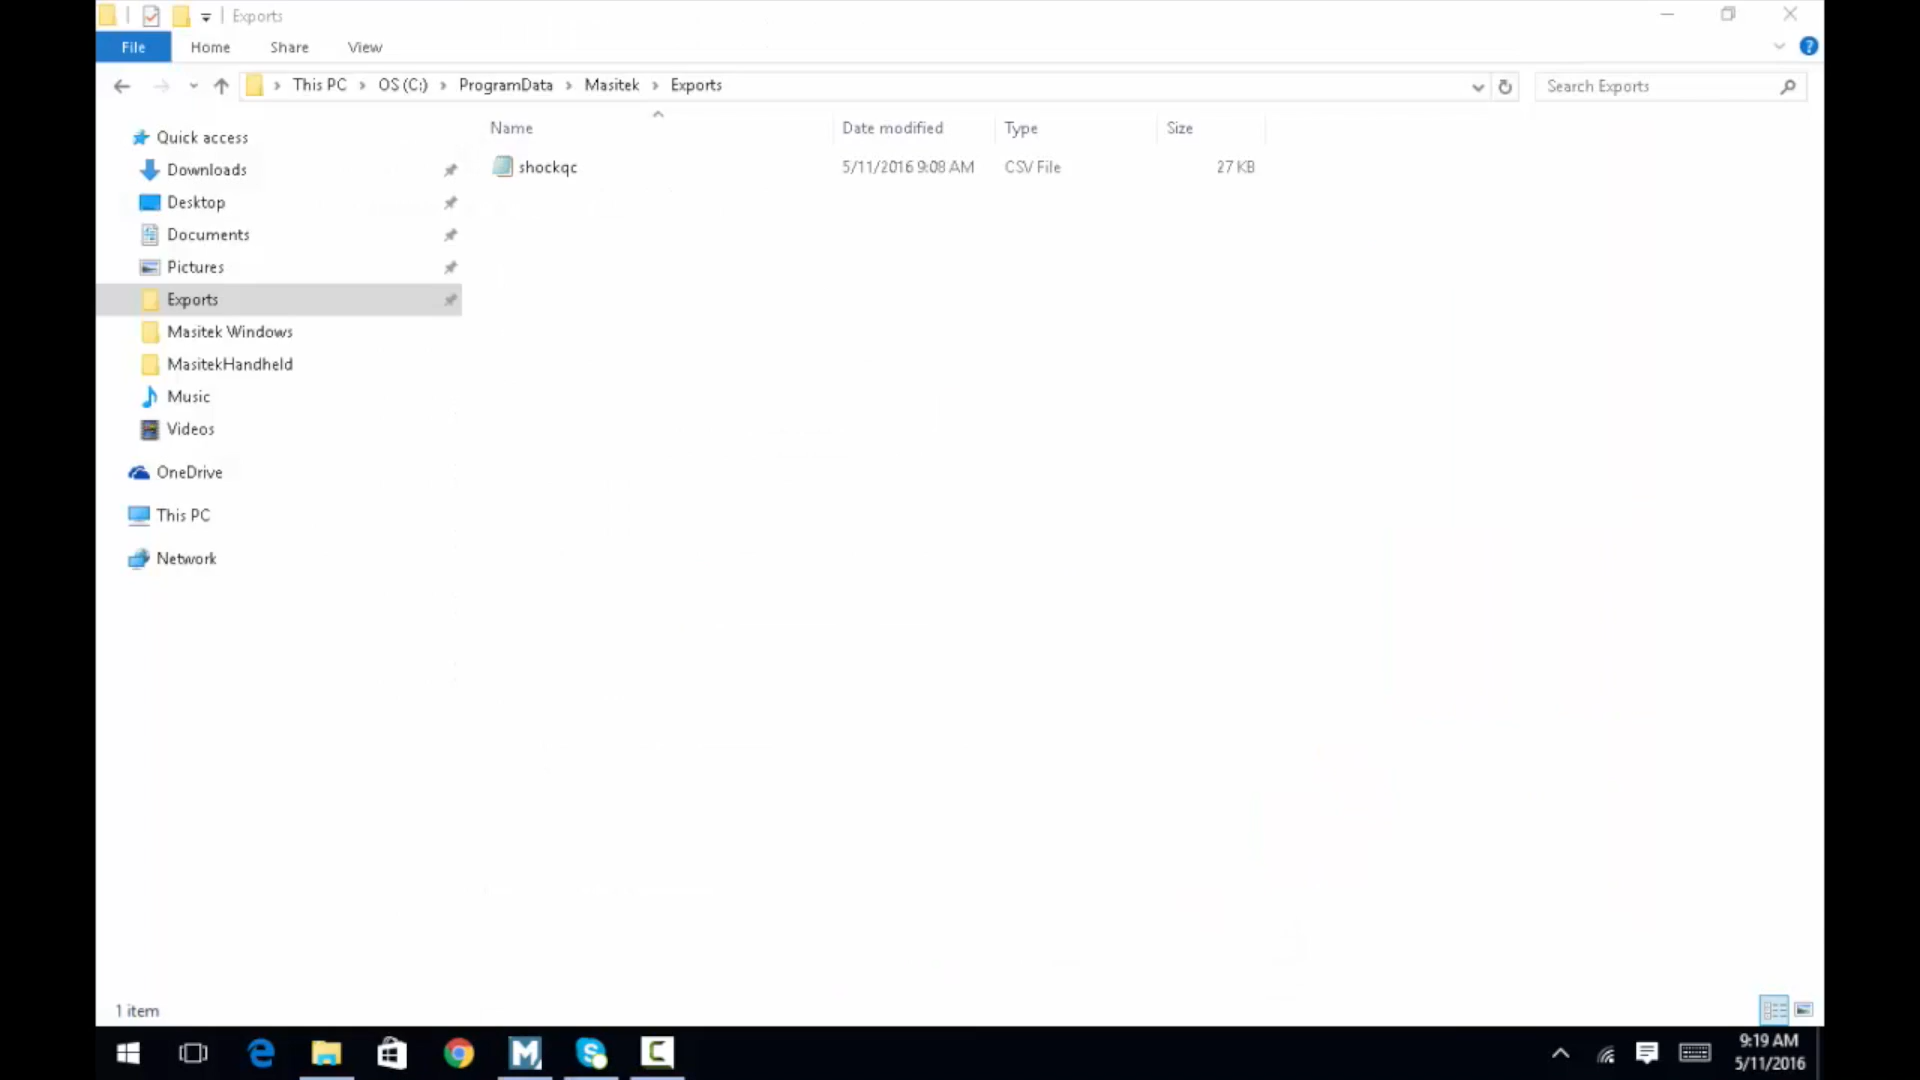 Exports
File Home Share View
This PC OS (C:) ProgramData Masitek Exports
Search Exports
Name Date modified Type Size
shockqc 5/11/2016 9:08 AM CSV File 27 KB
Quick access
Downloads
Desktop
Documents
Pictures
Exports
Masitek Windows
MasitekHandheld
Music
Videos
OneDrive
This PC
Network
1 item
9:19 AM
5/11/2016